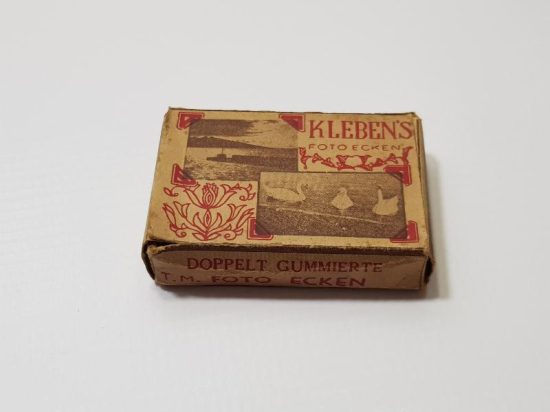 KLEBEN'S
FOTO ECKEN
DOPPELT GUMMIERTE
T.M. FOTO ECKEN